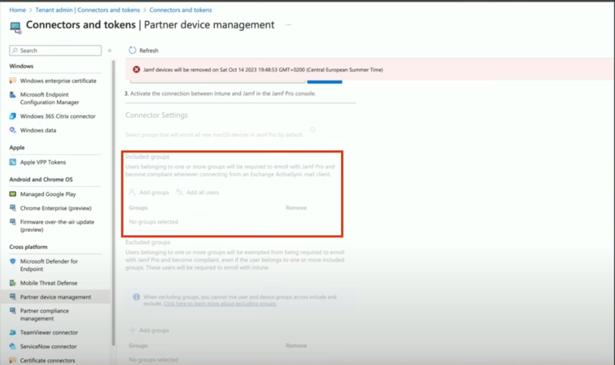 Home > Tenant admin | Connectors and tokens > Connectors and tokens
Connectors and tokens | Partner device management ...
Search
Refresh
Windows
Windows enterprise certificate
Microsoft Endpoint
Configuration Manager
Windows 365 Citrix connector
Windows data
Apple
Apple VPP Tokens
Android and Chrome OS
Managed Google Play
Chrome Enterprise (preview)
Firmware over-the-air update
(preview)
Cross platform
Microsoft Defender for
Endpoint
Mobile Threat Defense
Partner device management
Partner compliance
management
TeamViewer connector
ServiceNow connector
Certificate connectors
Jamf devices will be removed on Sat Oct 14 2023 19:48:53 GMT+0200 (Central European Summer Time)
3. Activate the connection between Intune and Jamf in the Jamf Pro console.
Connector Settings
Select groups that will enroll all new macOS devices in Jamf Pro by default.
Included groups
Users belonging to one or more groups will be required to enroll with Jamf Pro and
become compliant whenever connecting from an Exchange ActiveSync mail client.
Add groups Add all users
Groups Remove
No groups selected
Excluded groups
Users belonging to one or more groups will be exempted from being required to enroll
with Jamf Pro and become compliant, even if the user belongs to one or more included
groups. These users will be required to enroll with Intune.
When excluding groups, you cannot mix user and device groups across include and
exclude. Click here to learn more about excluding groups.
Add groups
Groups Remove
No groups selected